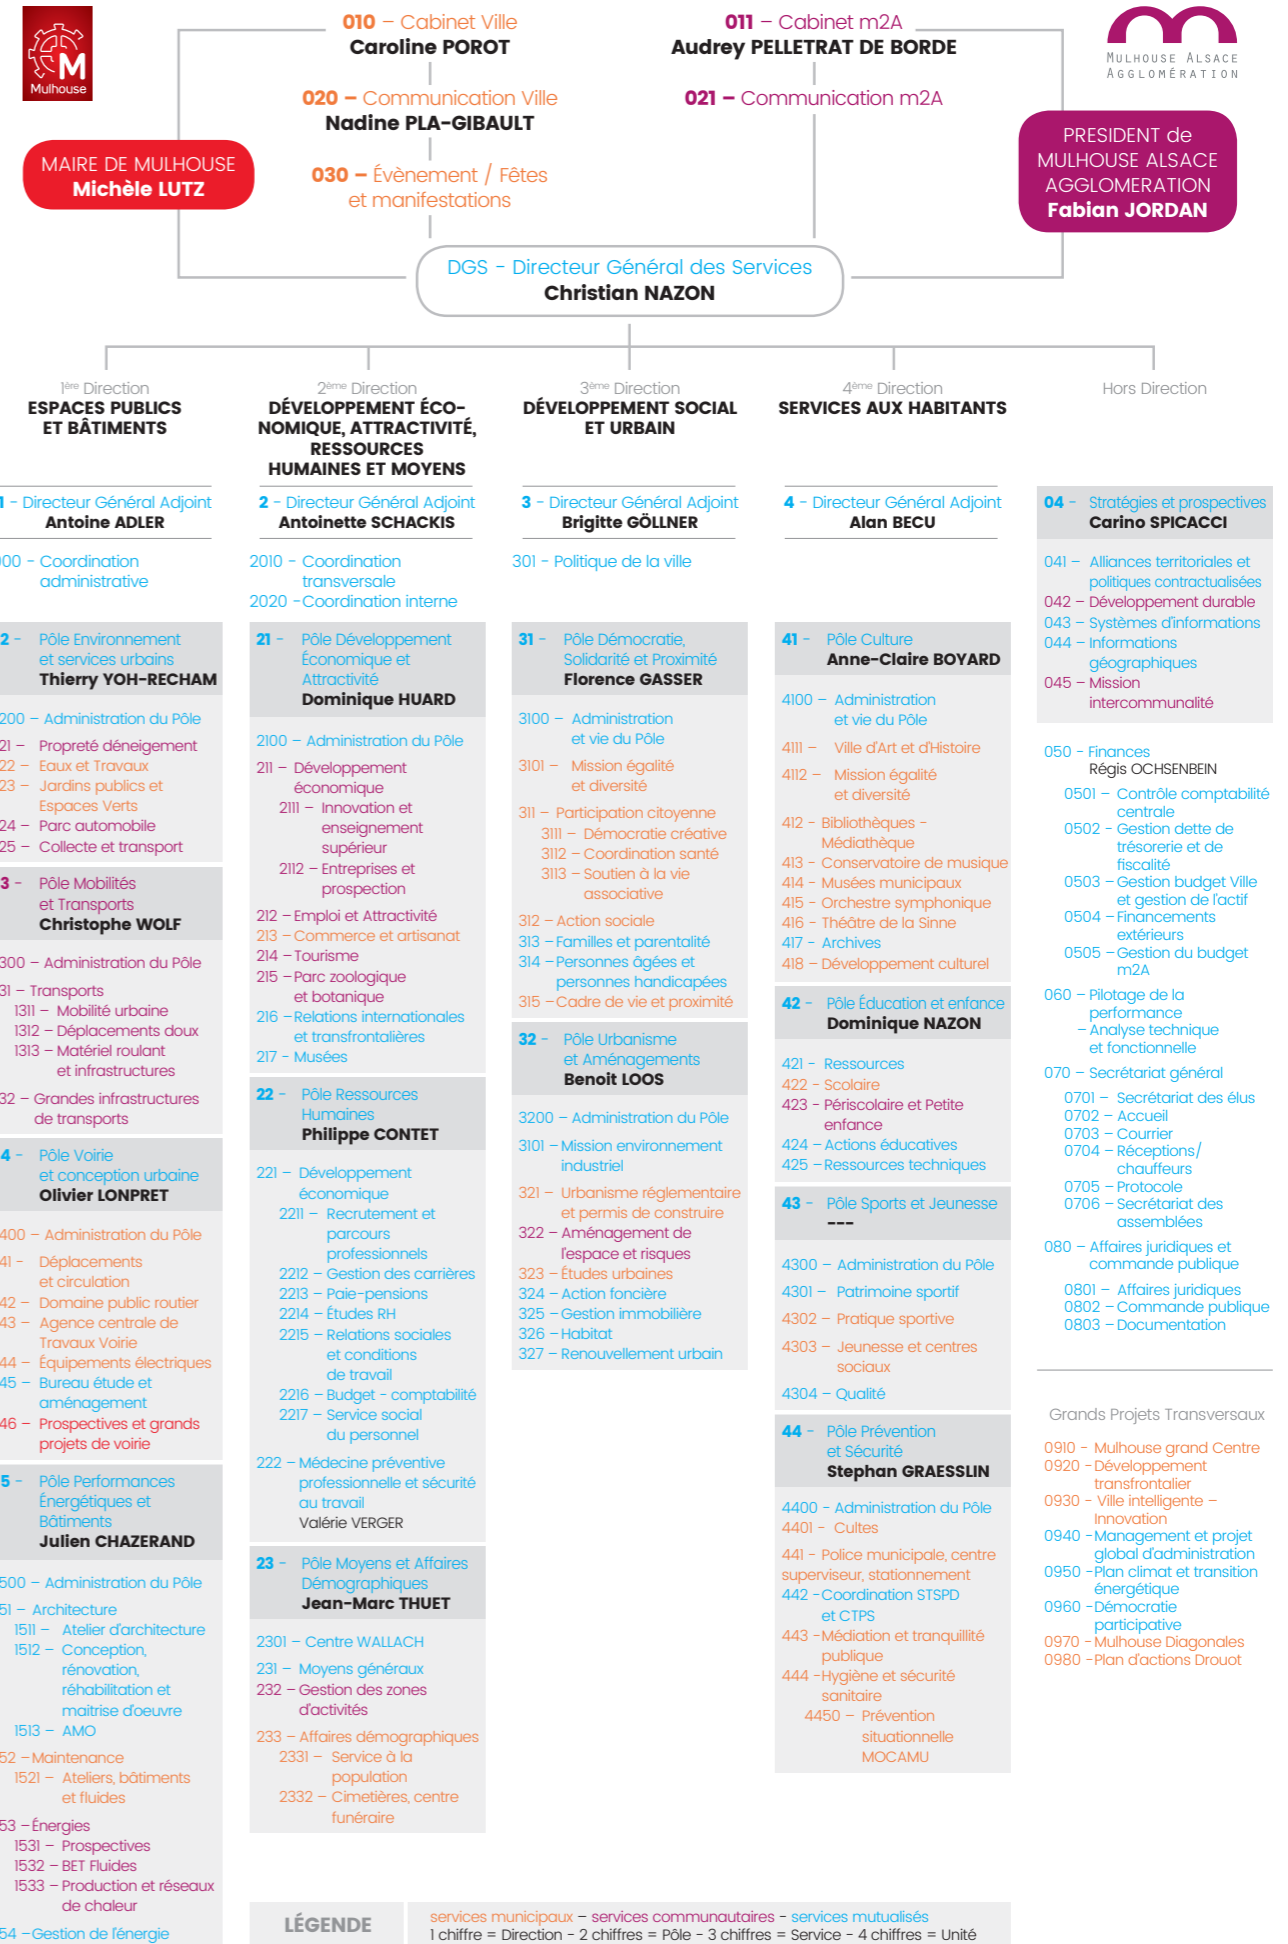 M
Mulhouse
010 – Cabinet Ville
Caroline POROT
020 – Communication Ville
Nadine PLA-GIBAULT
030 – Évènement / Fêtes
et manifestations
011 – Cabinet m2A
Audrey PELLETRAT DE BORDE
021 – Communication m2A
MULHOUSE ALSACE
AGGLOMÉRATION
MAIRE DE MULHOUSE
Michèle LUTZ
PRESIDENT de
MULHOUSE ALSACE
AGGLOMERATION
Fabian JORDAN
DGS - Directeur Général des Services
Christian NAZON
1ère Direction
ESPACES PUBLICS
ET BÂTIMENTS
1 - Directeur Général Adjoint
Antoine ADLER
000 - Coordination
administrative
2 - Pôle Environnement
et services urbains
Thierry YOH-RECHAM
200 – Administration du Pôle
21 – Propreté déneigement
22 – Eaux et Travaux
23 – Jardins publics et
Espaces Verts
24 – Parc automobile
25 – Collecte et transport
3 - Pôle Mobilités
et Transports
Christophe WOLF
300 – Administration du Pôle
31 – Transports
1311 – Mobilité urbaine
1312 – Déplacements doux
1313 – Matériel roulant
et infrastructures
32 – Grandes infrastructures
de transports
4 - Pôle Voirie
et conception urbaine
Olivier LONPRET
400 – Administration du Pôle
41 - Déplacements
et circulation
42 – Domaine public routier
43 – Agence centrale de
Travaux Voirie
44 – Équipements électriques
45 – Bureau étude et
aménagement
46 – Prospectives et grands
projets de voirie
5 - Pôle Performances
Énergétiques et
Bâtiments
Julien CHAZERAND
500 – Administration du Pôle
51 – Architecture
1511 – Atelier d'architecture
1512 – Conception,
rénovation,
réhabilitation et
maitrise d'oeuvre
1513 – AMO
52 – Maintenance
1521 – Ateliers, bâtiments
et fluides
53 – Énergies
1531 – Prospectives
1532 – BET Fluides
1533 – Production et réseaux
de chaleur
54 – Gestion de l'énergie
2ème Direction
DÉVELOPPEMENT ÉCO-
NOMIQUE, ATTRACTIVITÉ,
RESSOURCES
HUMAINES ET MOYENS
2 - Directeur Général Adjoint
Antoinette SCHACKIS
2010 - Coordination
transversale
2020 - Coordination interne
21 - Pôle Développement
Économique et
Attractivité
Dominique HUARD
2100 – Administration du Pôle
211 – Développement
économique
2111 – Innovation et
enseignement
supérieur
2112 – Entreprises et
prospection
212 – Emploi et Attractivité
213 – Commerce et artisanat
214 – Tourisme
215 – Parc zoologique
et botanique
216 – Relations internationales
et transfrontalières
217 - Musées
22 - Pôle Ressources
Humaines
Philippe CONTET
221 – Développement
économique
2211 – Recrutement et
parcours
professionnels
2212 – Gestion des carrières
2213 – Paie-pensions
2214 – Études RH
2215 – Relations sociales
et conditions
de travail
2216 – Budget - comptabilité
2217 – Service social
du personnel
222 – Médecine préventive
professionnelle et sécurité
au travail
Valérie VERGER
23 - Pôle Moyens et Affaires
Démographiques
Jean-Marc THUET
2301 – Centre WALLACH
231 – Moyens généraux
232 – Gestion des zones
d'activités
233 – Affaires démographiques
2331 – Service à la
population
2332 – Cimetières, centre
funéraire
3ème Direction
DÉVELOPPEMENT SOCIAL
ET URBAIN
3 - Directeur Général Adjoint
Brigitte GÖLLNER
301 - Politique de la ville
31 - Pôle Démocratie,
Solidarité et Proximité
Florence GASSER
3100 – Administration
et vie du Pôle
3101 – Mission égalité
et diversité
311 – Participation citoyenne
3111 – Démocratie créative
3112 – Coordination santé
3113 – Soutien à la vie
associative
312 – Action sociale
313 – Familles et parentalité
314 – Personnes âgées et
personnes handicapées
315 – Cadre de vie et proximité
32 - Pôle Urbanisme
et Aménagements
Benoit LOOS
3200 – Administration du Pôle
3101 – Mission environnement
industriel
321 – Urbanisme réglementaire
et permis de construire
322 – Aménagement de
l'espace et risques
323 – Études urbaines
324 – Action foncière
325 – Gestion immobilière
326 – Habitat
327 – Renouvellement urbain
4ème Direction
SERVICES AUX HABITANTS
4 - Directeur Général Adjoint
Alan BECU
41 - Pôle Culture
Anne-Claire BOYARD
4100 – Administration
et vie du Pôle
4111 – Ville d'Art et d'Histoire
4112 – Mission égalité
et diversité
412 - Bibliothèques -
Médiathèque
413 - Conservatoire de musique
414 - Musées municipaux
415 - Orchestre symphonique
416 - Théâtre de la Sinne
417 - Archives
418 – Développement culturel
42 - Pôle Éducation et enfance
Dominique NAZON
421 - Ressources
422 - Scolaire
423 - Périscolaire et Petite
enfance
424 – Actions éducatives
425 – Ressources techniques
43 - Pôle Sports et Jeunesse
---
4300 – Administration du Pôle
4301 – Patrimoine sportif
4302 – Pratique sportive
4303 – Jeunesse et centres
sociaux
4304 – Qualité
44 - Pôle Prévention
et Sécurité
Stephan GRAESSLIN
4400 - Administration du Pôle
4401 - Cultes
441 - Police municipale, centre
superviseur, stationnement
442 - Coordination STSPD
et CTPS
443 – Médiation et tranquillité
publique
444 – Hygiène et sécurité
sanitaire
4450 – Prévention
situationnelle
MOCAMU
Hors Direction
04 - Stratégies et prospectives
Carino SPICACCI
041 – Alliances territoriales et
politiques contractualisées
042 – Développement durable
043 – Systèmes d'informations
044 – Informations
géographiques
045 – Mission
intercommunalité
050 - Finances
Régis OCHSENBEIN
0501 – Contrôle comptabilité
centrale
0502 - Gestion dette de
trésorerie et de
fiscalité
0503 – Gestion budget Ville
et gestion de l'actif
0504 – Financements
extérieurs
0505 – Gestion du budget
m2A
060 – Pilotage de la
performance
– Analyse technique
et fonctionnelle
070 – Secrétariat général
0701 – Secrétariat des élus
0702 – Accueil
0703 – Courrier
0704 – Réceptions/
chauffeurs
0705 – Protocole
0706 – Secrétariat des
assemblées
080 – Affaires juridiques et
commande publique
0801 – Affaires juridiques
0802 – Commande publique
0803 – Documentation
Grands Projets Transversaux
0910 - Mulhouse grand Centre
0920 - Développement
transfrontalier
0930 - Ville intelligente –
Innovation
0940 - Management et projet
global d'administration
0950 - Plan climat et transition
énergétique
0960 - Démocratie
participative
0970 - Mulhouse Diagonales
0980 - Plan d'actions Drouot
LÉGENDE
services municipaux – services communautaires - services mutualisés
1 chiffre = Direction - 2 chiffres = Pôle - 3 chiffres = Service - 4 chiffres = Unité